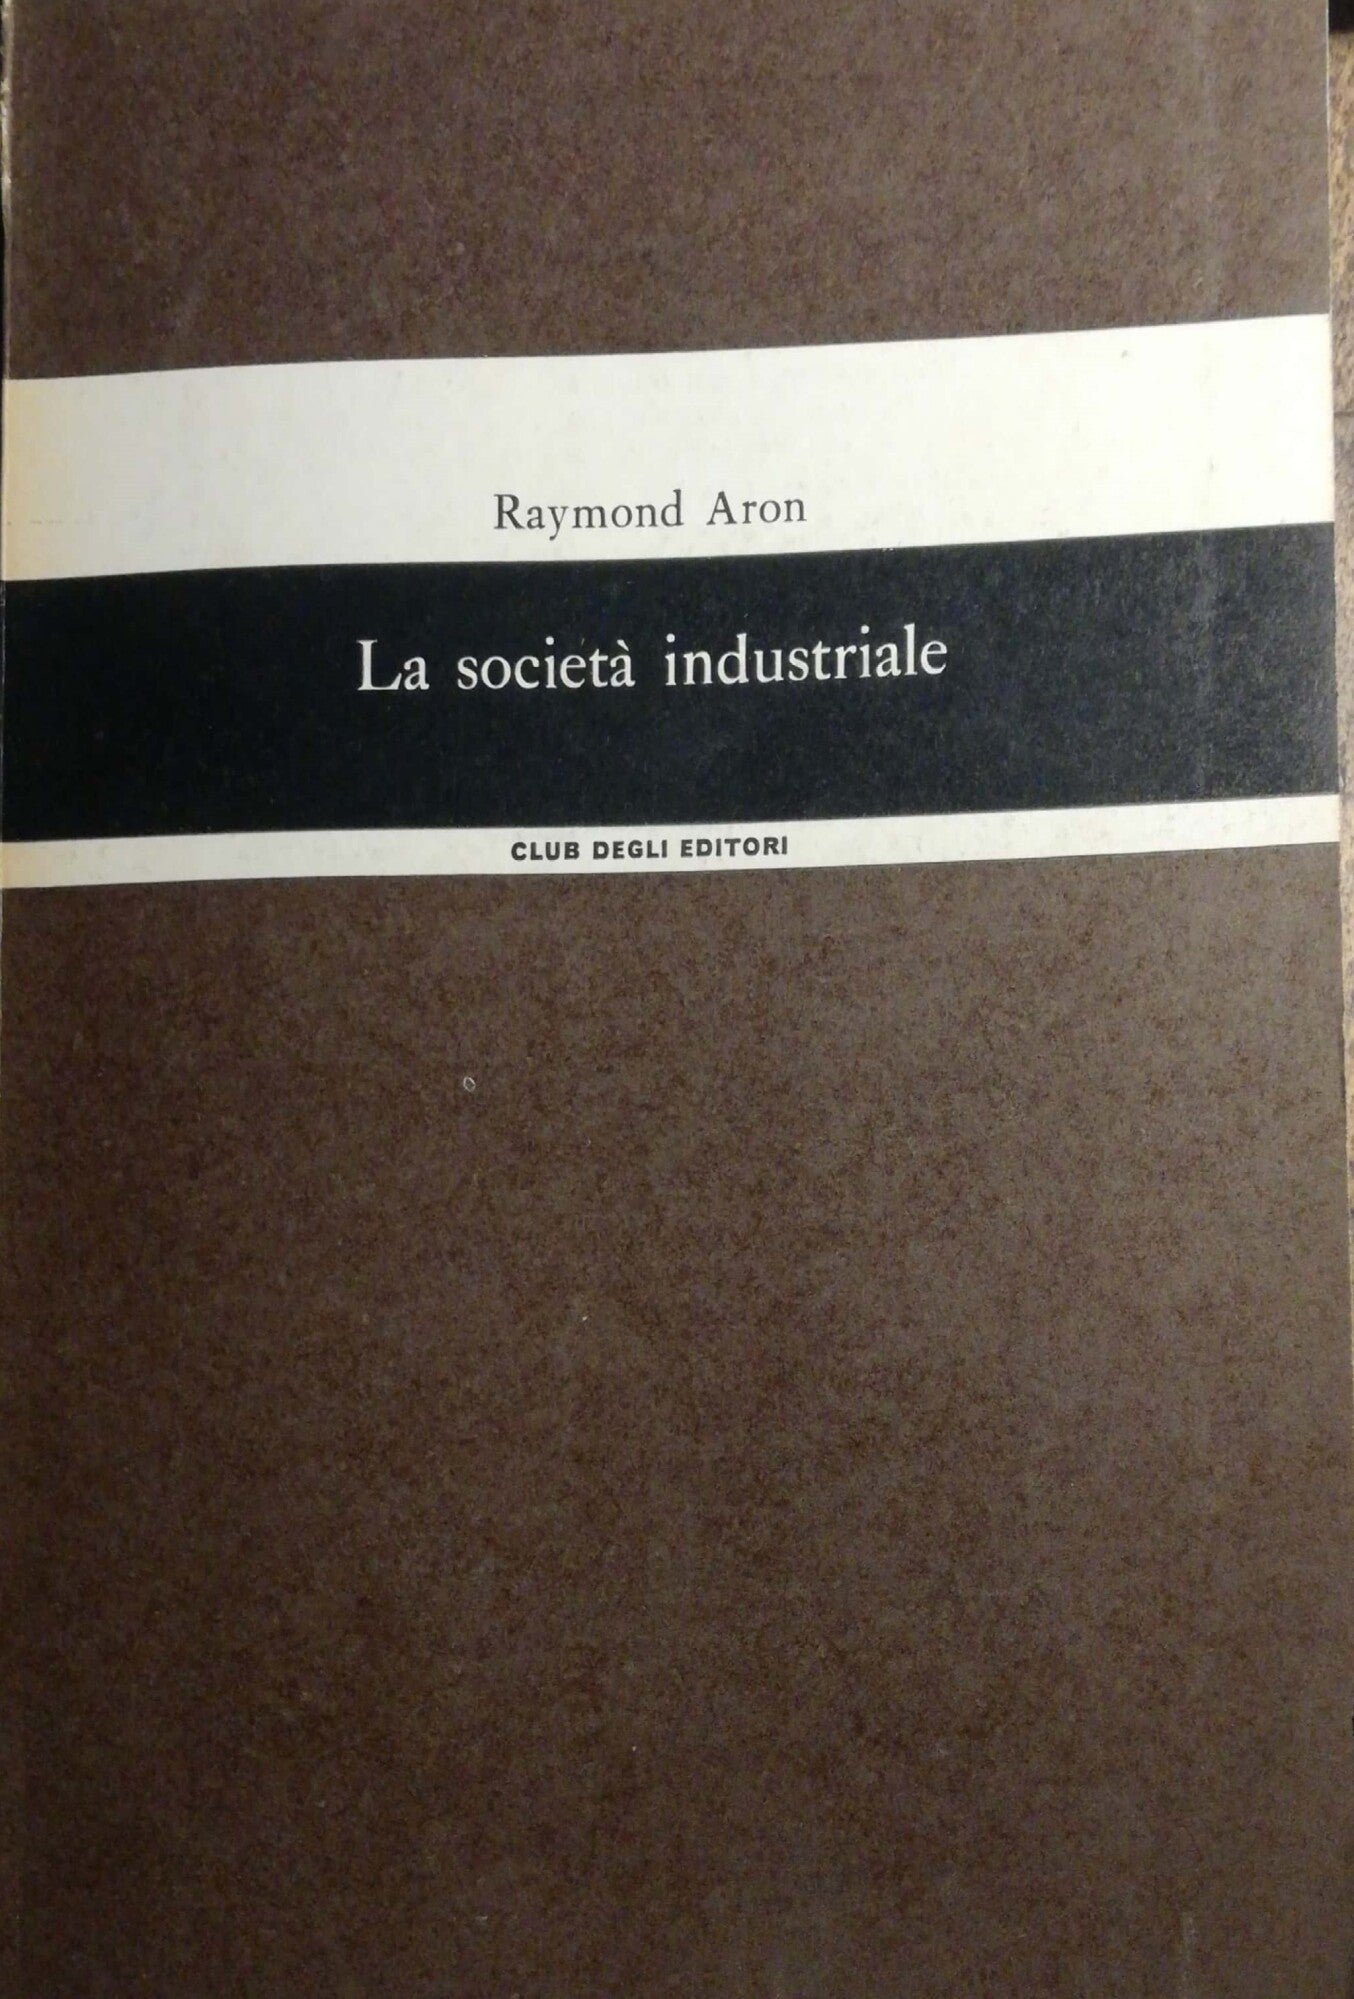 Raymond Aron
La società industriale
CLUB DEGLI EDITORI